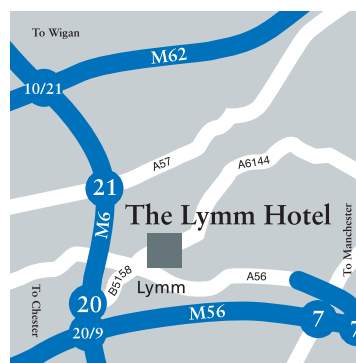 To Wigan
M62
10/21
A57
A6144
21
The Lymm Hotel
M6
To Manchester
B5158
A56
Lymm
To Chester
20
M56
7
7
20/9